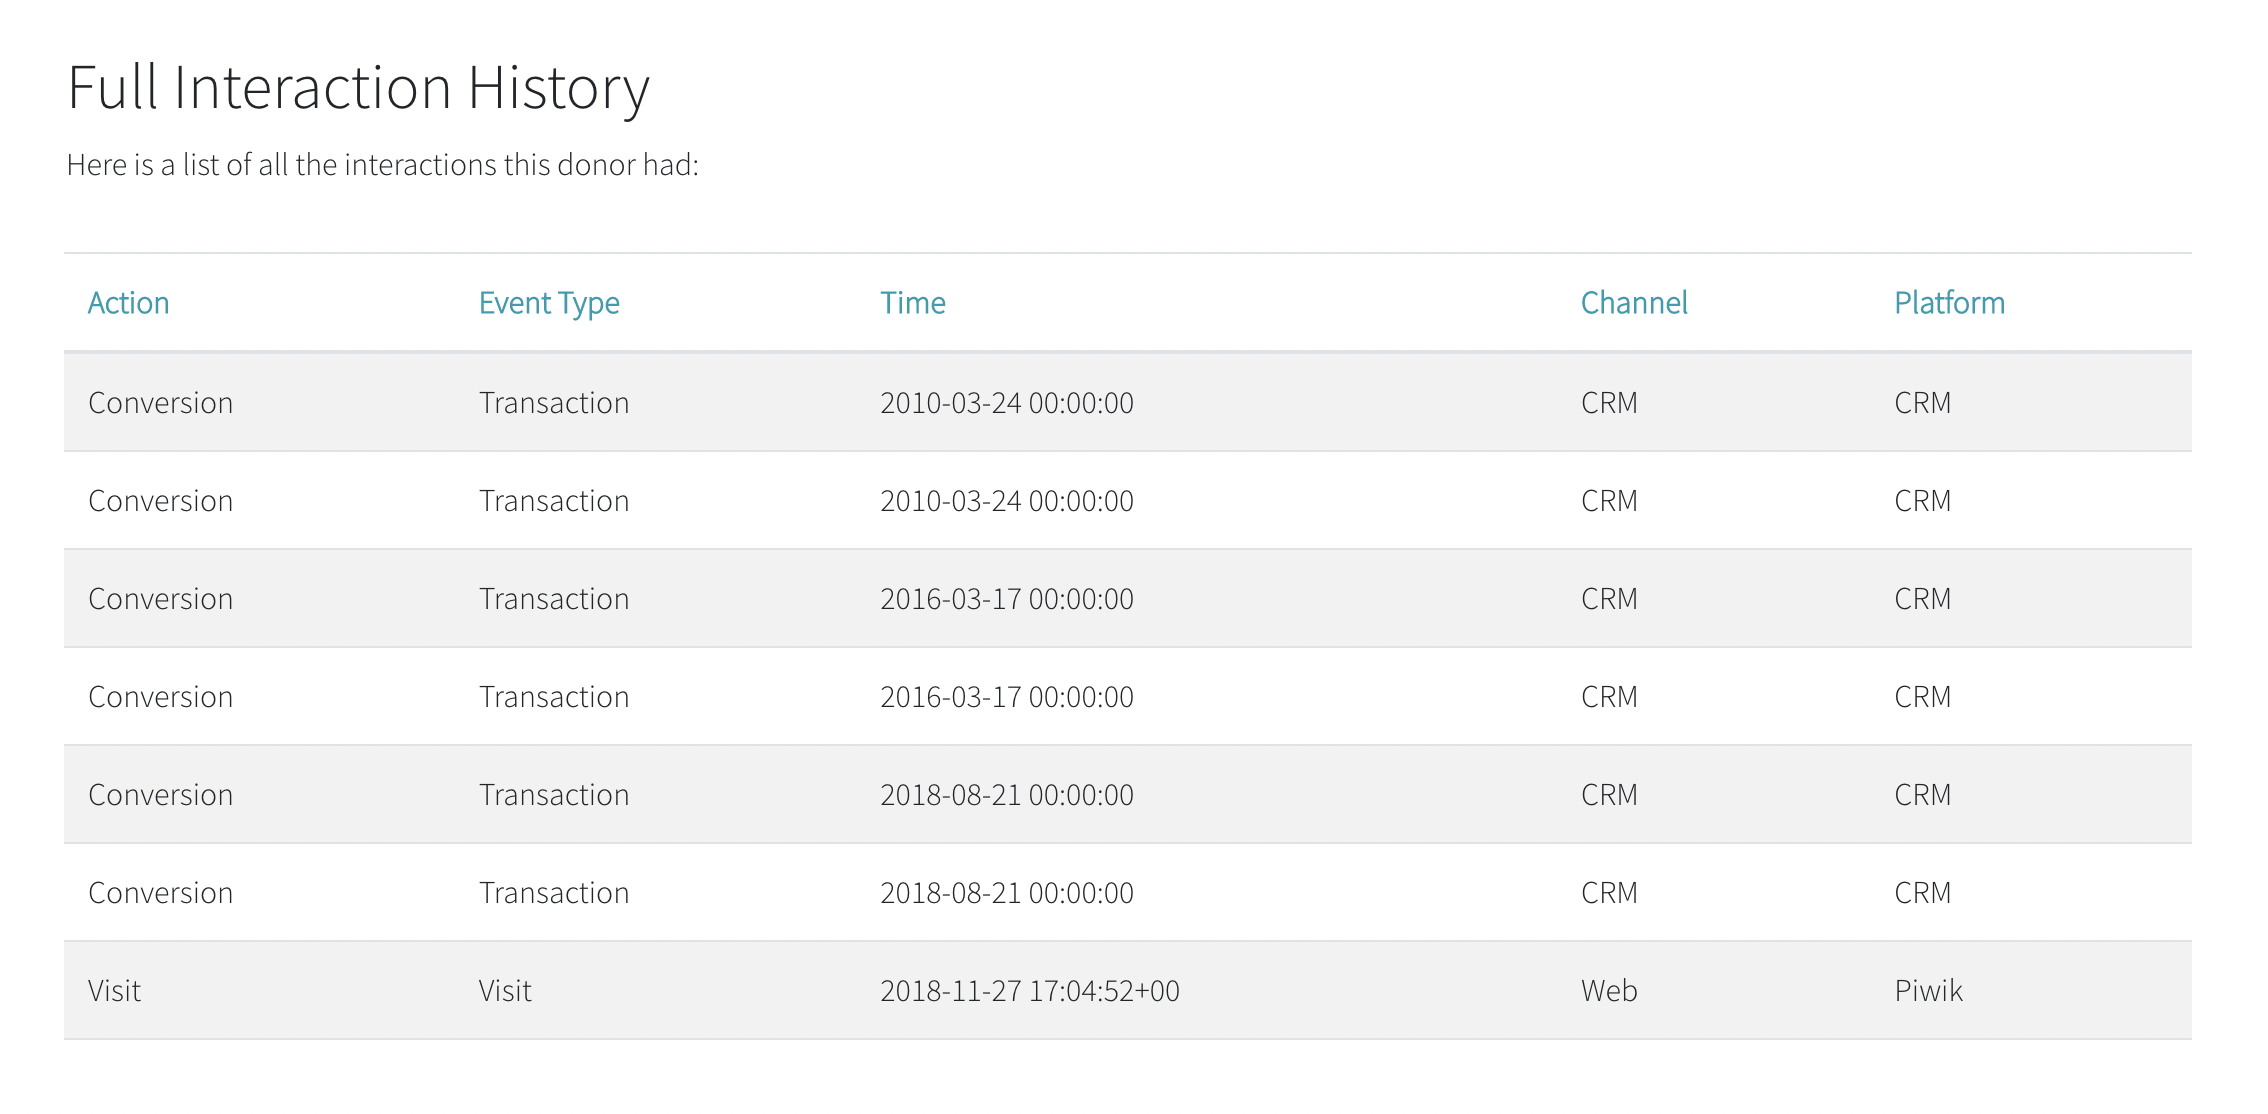 Full Interaction History
Here is a list of all the interactions this donor had:
Action Event Type Time Channel Platform
Conversion Transaction 2010-03-24 00:00:00 CRM CRM
Conversion Transaction 2010-03-24 00:00:00 CRM CRM
Conversion Transaction 2016-03-17 00:00:00 CRM CRM
Conversion Transaction 2016-03-17 00:00:00 CRM CRM
Conversion Transaction 2018-08-21 00:00:00 CRM CRM
Conversion Transaction 2018-08-21 00:00:00 CRM CRM
Visit Visit 2018-11-27 17:04:52+00 Web Piwik